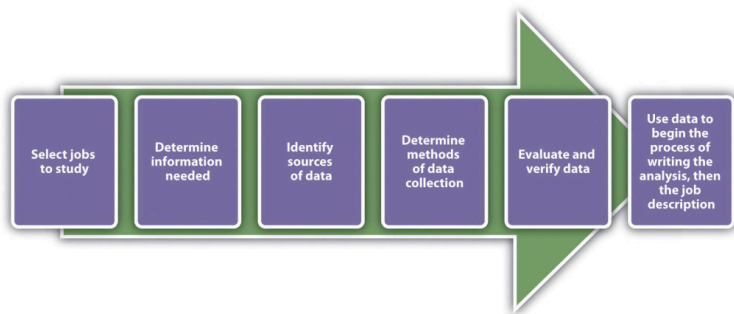 Select jobs
to study
Determine
information
needed
Identify
sources
of data
Determine
methods
of data
collection
Evaluate and
verify data
Use data to
begin the
process of
writing the
analysis, then
the job
description